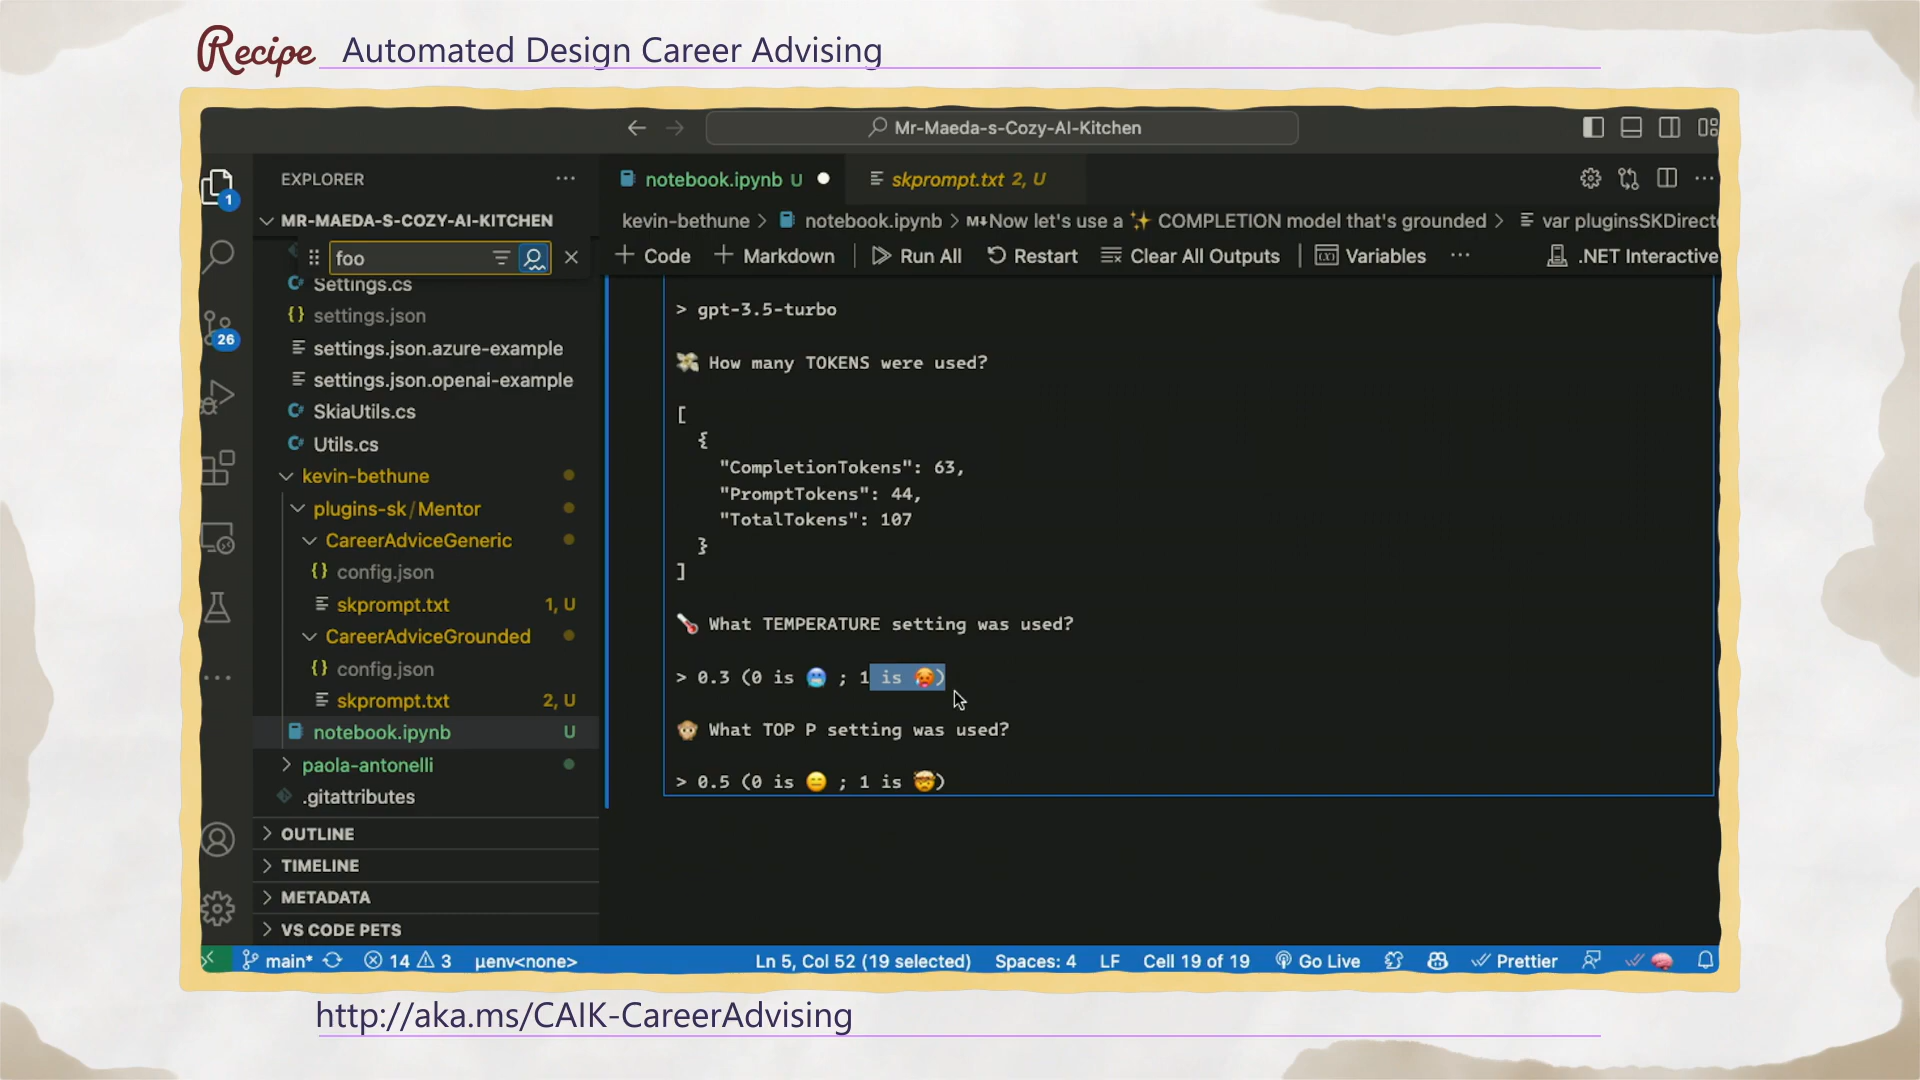 Recipe Automated Design Career Advising
Mr-Maeda-s-Cozy-AI-Kitchen
1
EXPLORER
notebook.ipynb U
skprompt.txt 2, U
MR-MAEDA-S-COZY-AI-KITCHEN
kevin-bethune > notebook.ipynb > M↓Now let's use a ✨ COMPLETION model that's grounded > var pluginsSKDirect
foo
+ Code + Markdown Run All Restart Clear All Outputs Variables ... .NET Interactive
Settings.cs
settings.json
26
settings.json.azure-example
settings.json.openai-example
SkiaUtils.cs
Utils.cs
kevin-bethune
plugins-sk/Mentor
CareerAdviceGeneric
config.json
skprompt.txt 1, U
CareerAdviceGrounded
config.json
skprompt.txt 2, U
notebook.ipynb U
paola-antonelli
.gitattributes
OUTLINE
TIMELINE
METADATA
VS CODE PETS
> gpt-3.5-turbo
💸 How many TOKENS were used?
[
{
"CompletionTokens": 63,
"PromptTokens": 44,
"TotalTokens": 107
}
]
🌡️ What TEMPERATURE setting was used?
> 0.3 (0 is 🥶 ; 1 is 🥵)
🐵 What TOP P setting was used?
> 0.5 (0 is 😑 ; 1 is 🤯)
main* 14 3 μenv<none> Ln 5, Col 52 (19 selected) Spaces: 4 LF Cell 19 of 19 Go Live Prettier
http://aka.ms/CAIK-CareerAdvising